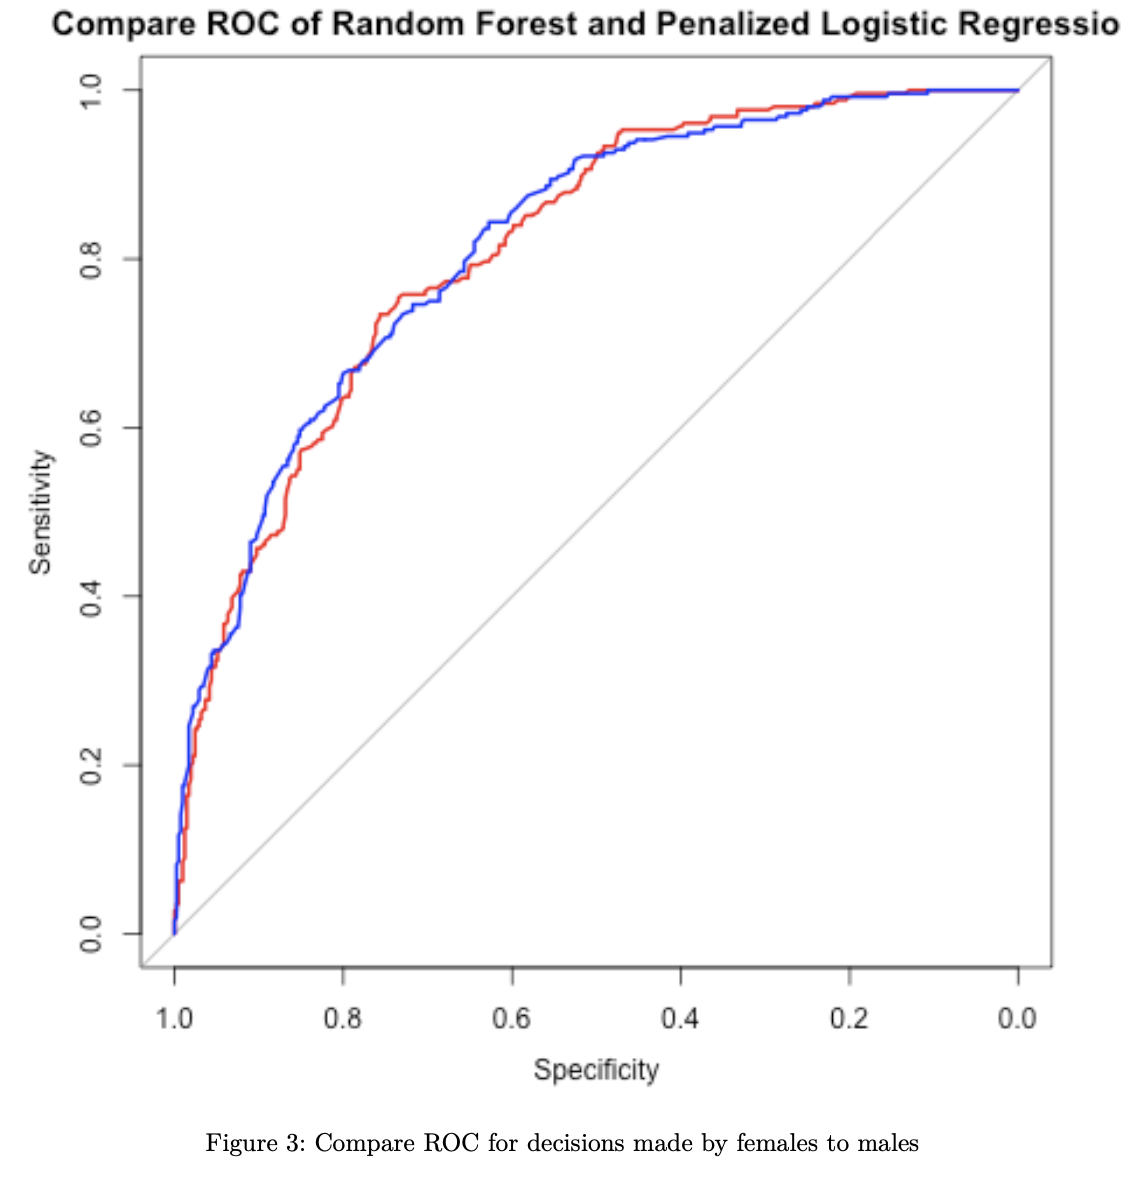 Compare ROC of Random Forest and Penalized Logistic Regressio
1.0
0.8
0.6
0.4
0.2
0.0
Sensitivity
1.0 0.8 0.6 0.4 0.2 0.0
Specificity
Figure 3: Compare ROC for decisions made by females to males